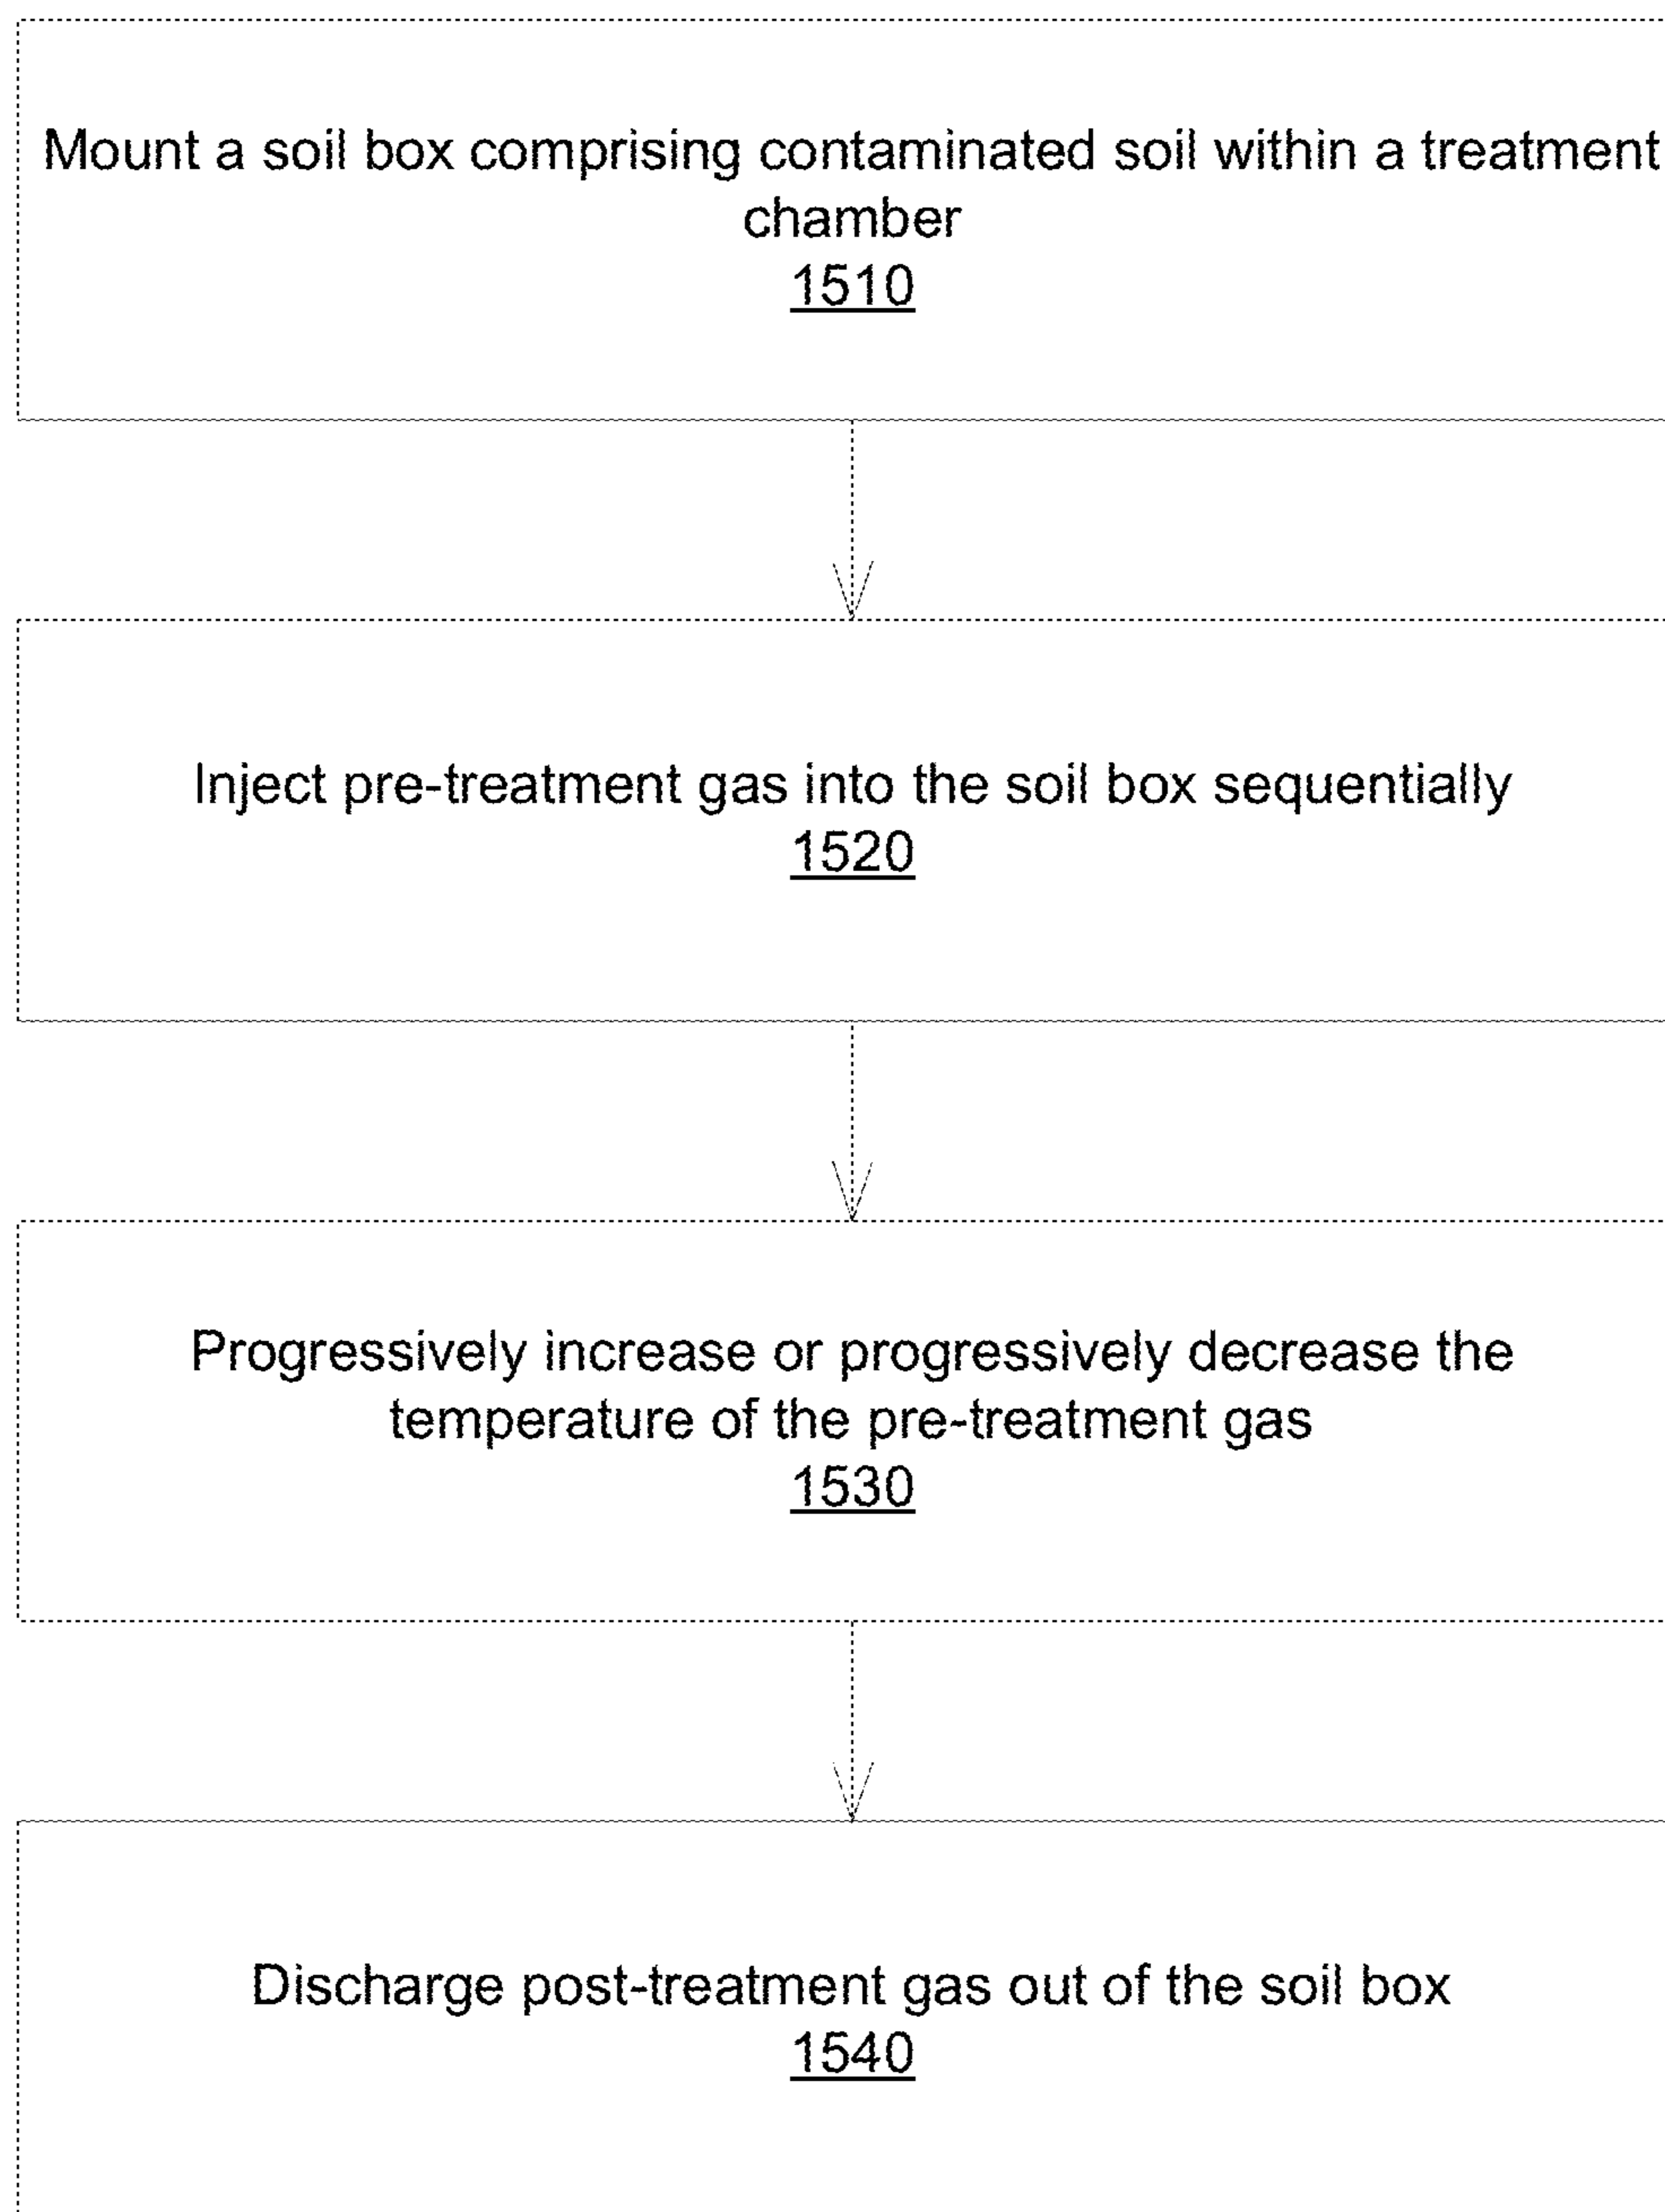 Mount a soil box comprising contaminated soil within a treatment
chamber
1510
Inject pre-treatment gas into the soil box sequentially
1520
Progressively increase or progressively decrease the
temperature of the pre-treatment gas
1530
Discharge post-treatment gas out of the soil box
1540